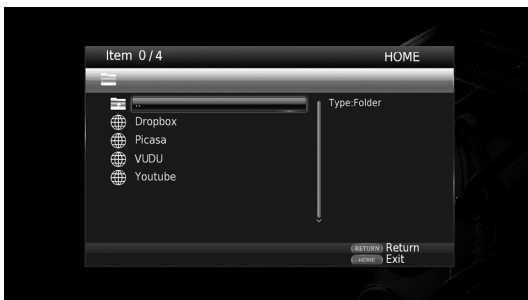 Item 0/4 HOME
.. Type:Folder
Dropbox
Picasa
VUDU
Youtube
RETURN Return
HOME Exit